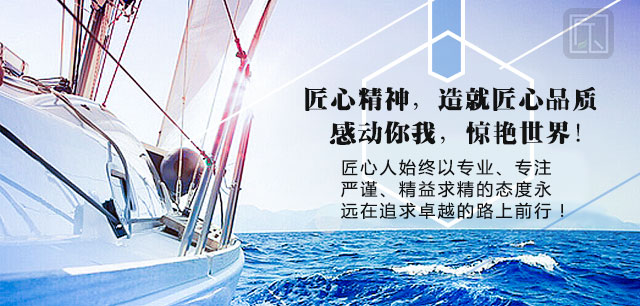 匠心精神，造就匠心品质
感动你我，惊艳世界！
匠心人始终以专业、专注
严谨、精益求精的态度永
远在追求卓越的路上前行！